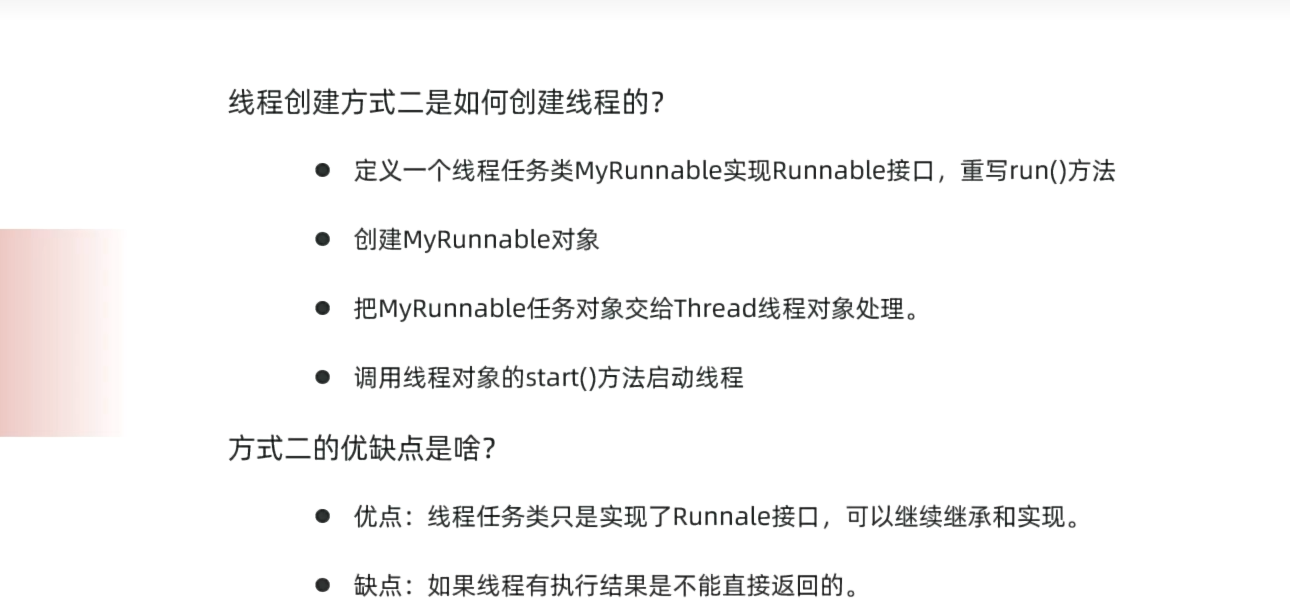 线程创建方式二是如何创建线程的？
● 定义一个线程任务类MyRunnable实现Runnable接口，重写run()方法
● 创建MyRunnable对象
● 把MyRunnable任务对象交给Thread线程对象处理。
● 调用线程对象的start()方法启动线程
方式二的优缺点是啥？
● 优点：线程任务类只是实现了Runnale接口，可以继续继承和实现。
● 缺点：如果线程有执行结果是不能直接返回的。